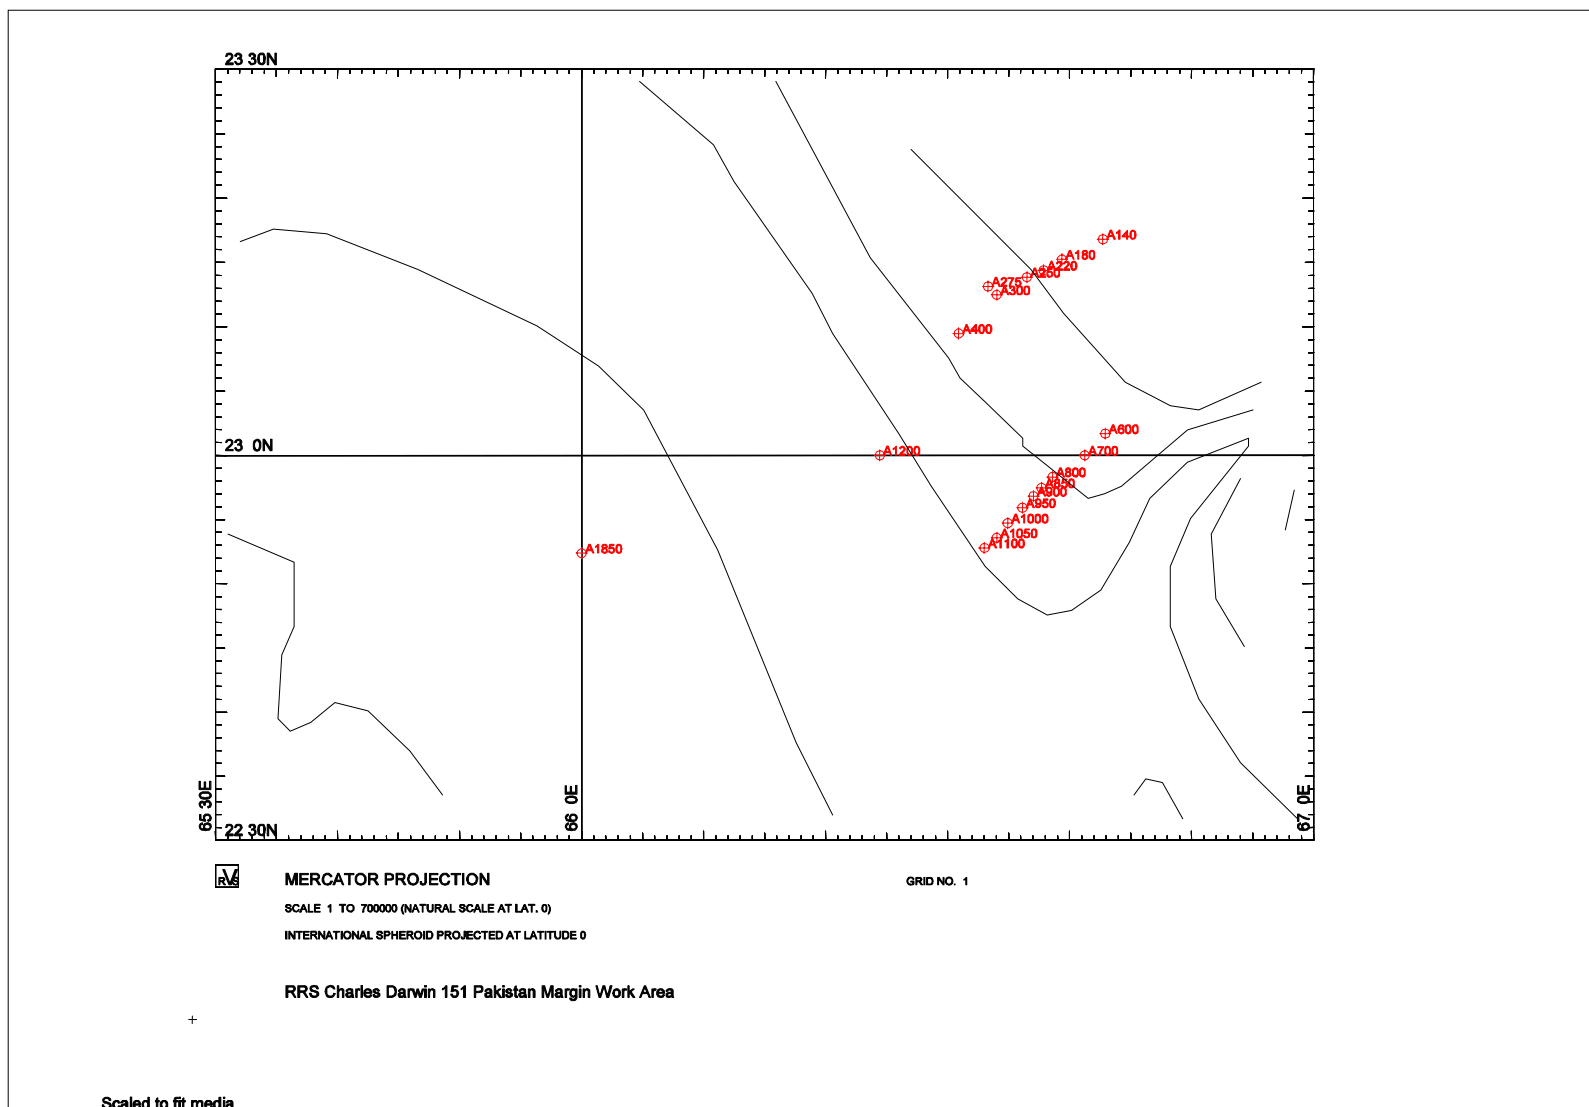 23 30N
A140
A180
A220
A260
A275
A300
A400
A600
23 0N
A1200
A700
A800
A850
A900
A950
A1000
A1050
A1100
A1850
65 30E
66 0E
67 0E
22 30N
RVS
MERCATOR PROJECTION
GRID NO. 1
SCALE 1 TO 700000 (NATURAL SCALE AT LAT. 0)
INTERNATIONAL SPHEROID PROJECTED AT LATITUDE 0
RRS Charles Darwin 151 Pakistan Margin Work Area
Scaled to fit media